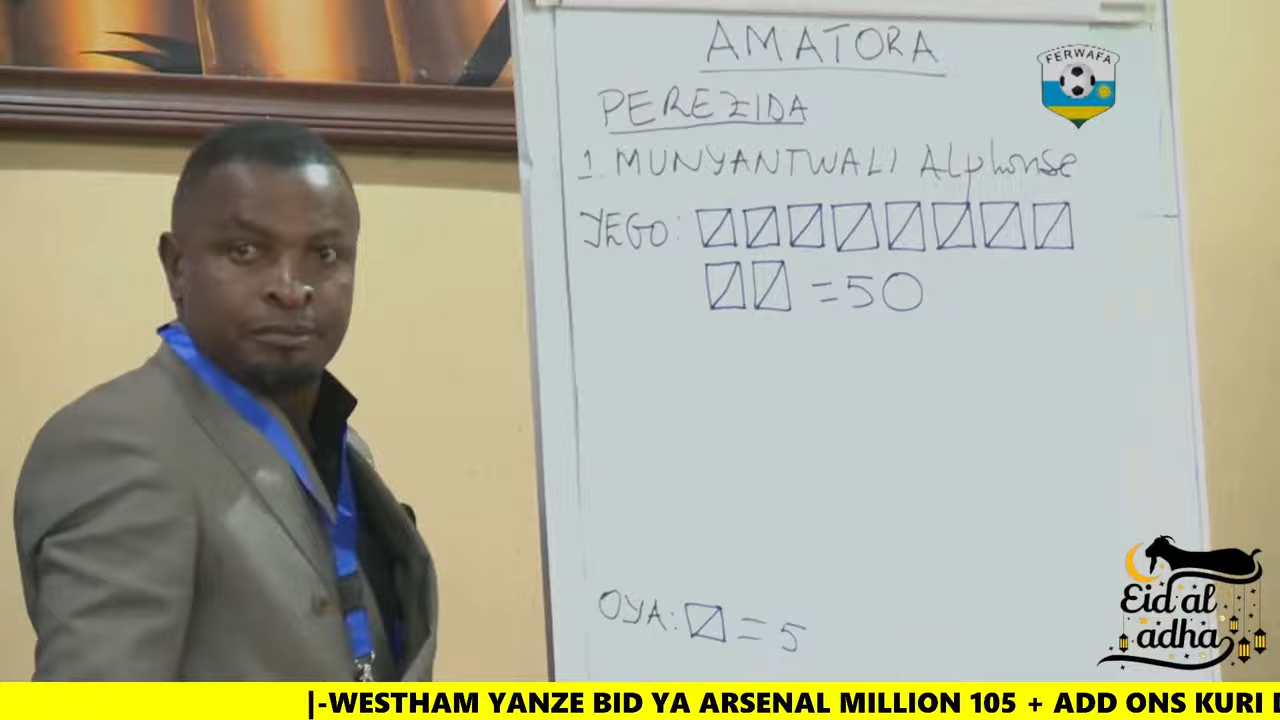 AMATORA
FERWAFA
PEREZIDA
1. MUNYANTWALI Alphonse
YEGO:
=50
OYA: = 5
Eid al
adha
|-WESTHAM YANZE BID YA ARSENAL MILLION 105 + ADD ONS KURI